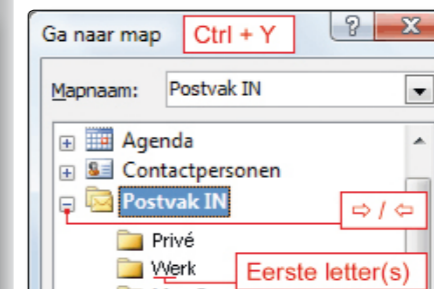 Ga naar map Ctrl + Y ?
Mapnaam: Postvak IN
Agenda
Contactpersonen
Postvak IN
⇨ / ⇦
Privé
Werk
Eerste letter(s)